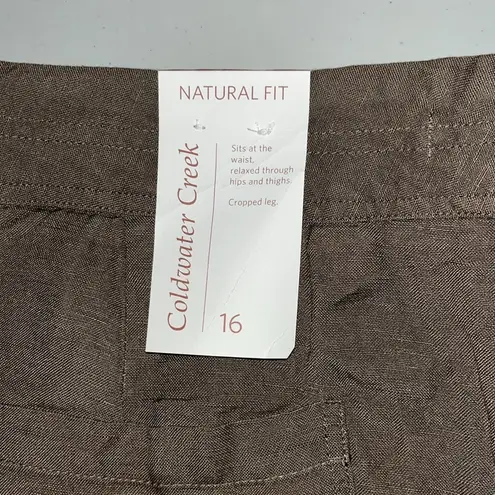 NATURAL FIT
Coldwater Creek
Sits at the
waist,
relaxed through
hips and thighs.
Cropped leg.
16